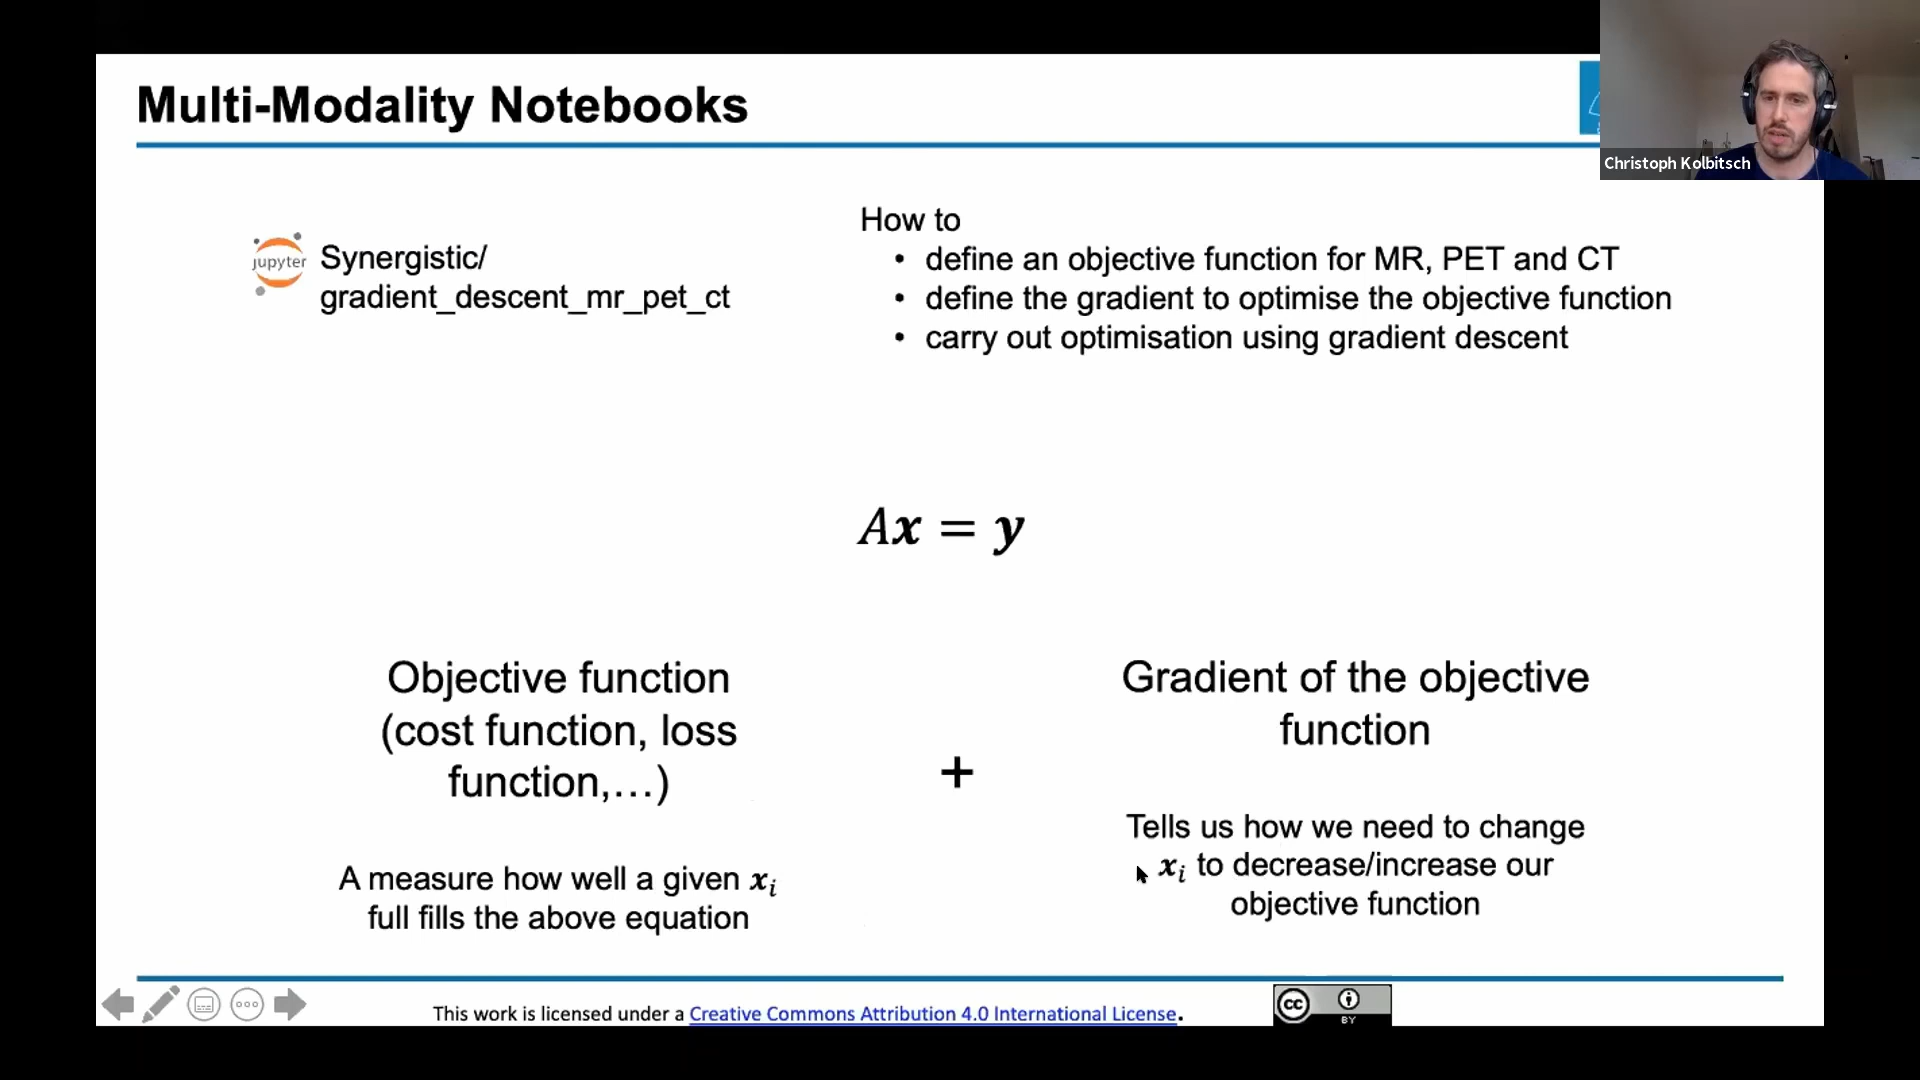 Multi-Modality Notebooks
Christoph Kolbitsch
jupyter
Synergistic/
gradient_descent_mr_pet_ct
How to
• define an objective function for MR, PET and CT
• define the gradient to optimise the objective function
• carry out optimisation using gradient descent
Ax = y
Objective function
(cost function, loss
function,...)
A measure how well a given xᵢ
full fills the above equation
+
Gradient of the objective
function
Tells us how we need to change
xᵢ to decrease/increase our
objective function
This work is licensed under a Creative Commons Attribution 4.0 International License.
cc
BY